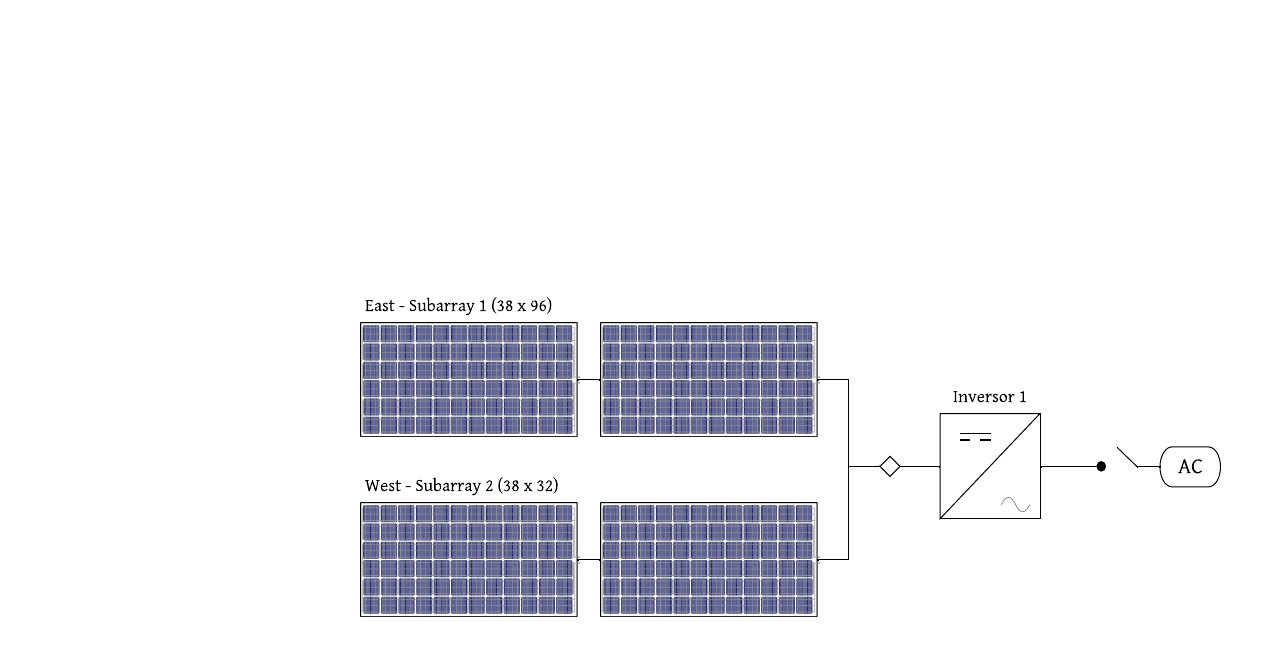 East - Subarray 1 (38 x 96)
Inversor 1
AC
West - Subarray 2 (38 x 32)